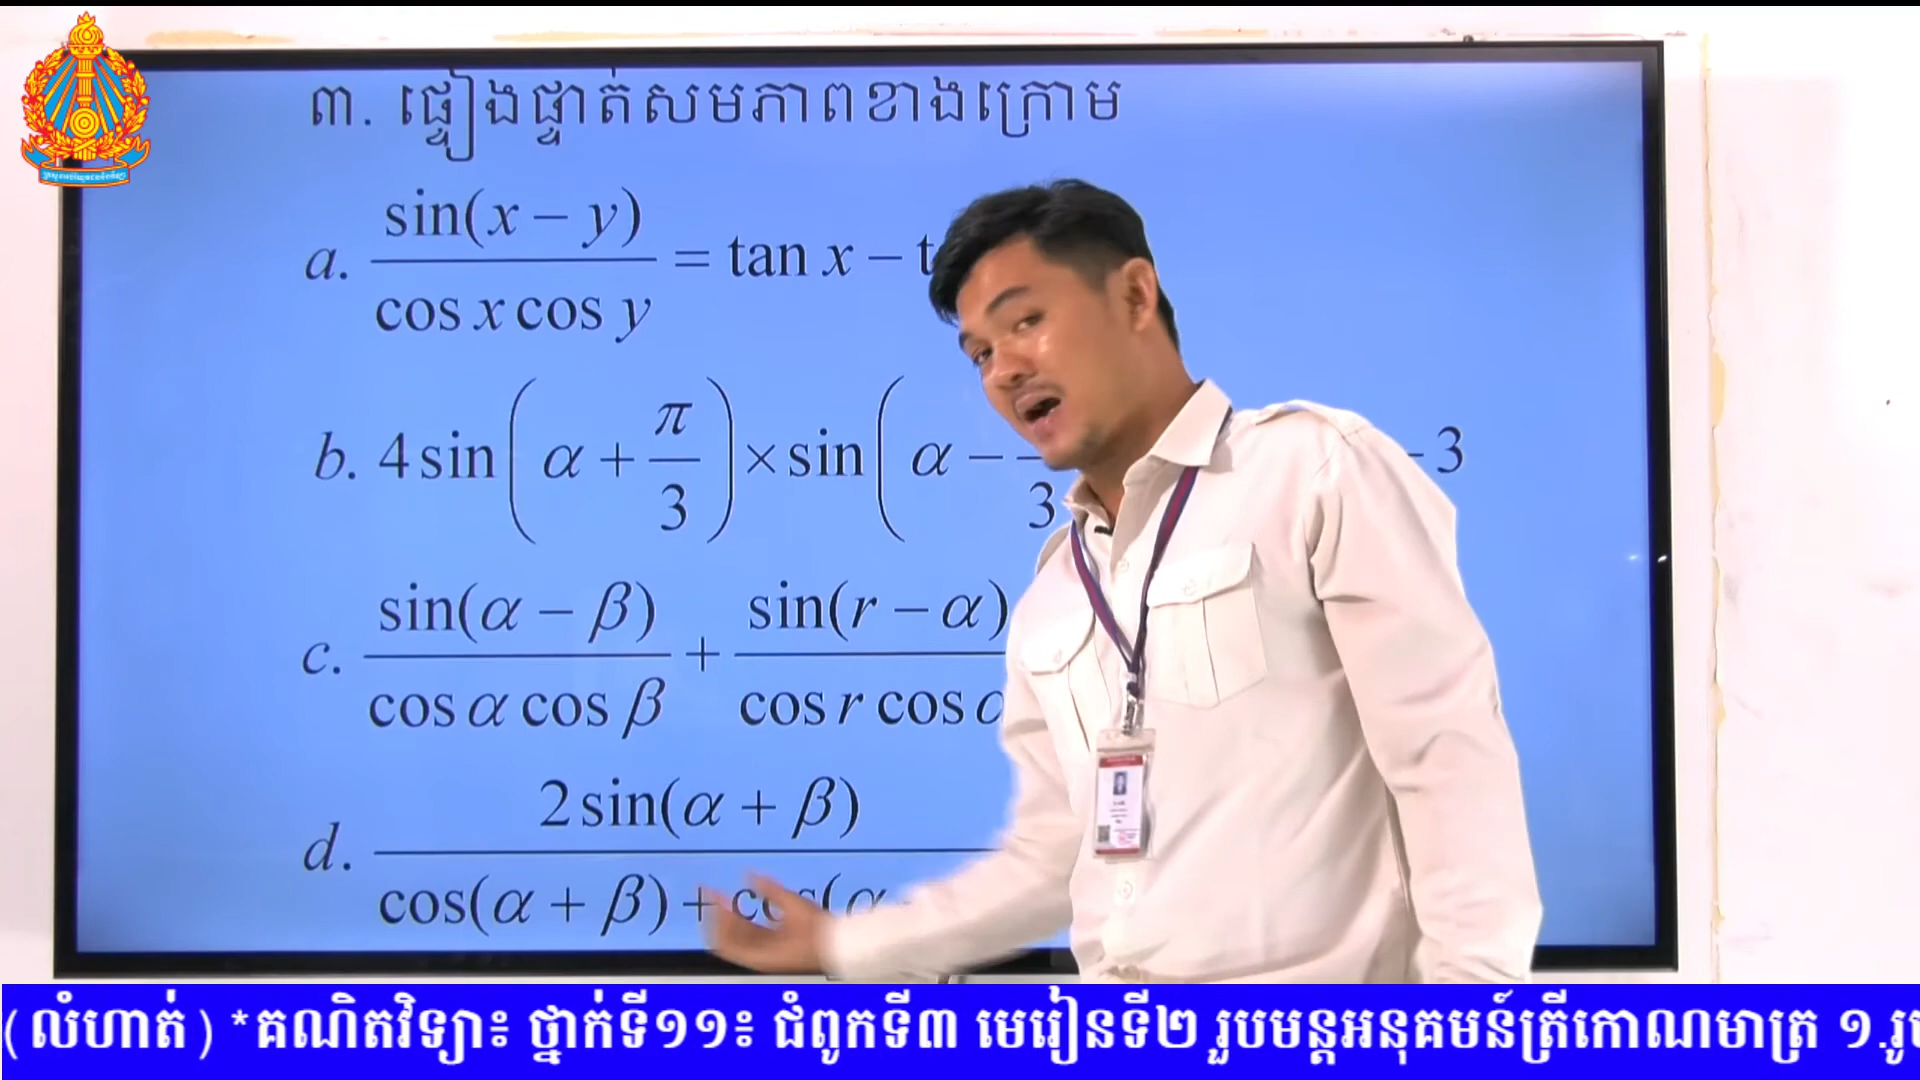 ៣. ផ្ទៀងផ្ទាត់សមភាពខាងក្រោម
a. sin(x − y) / cos x cos y = tan x −
b. 4 sin(α + π/3) × sin(α − /3 - 3
c. sin(α − β) / cos α cos β + sin(r − α) / cos r cos
d. 2 sin(α + β) / cos(α + β) + cos(α
(លំហាត់) *គណិតវិទ្យា៖ ថ្នាក់ទី១១៖ ជំពូកទី៣ មេរៀនទី២ រួបមន្តអនុគមន៍ត្រីកោណមាត្រ ១.